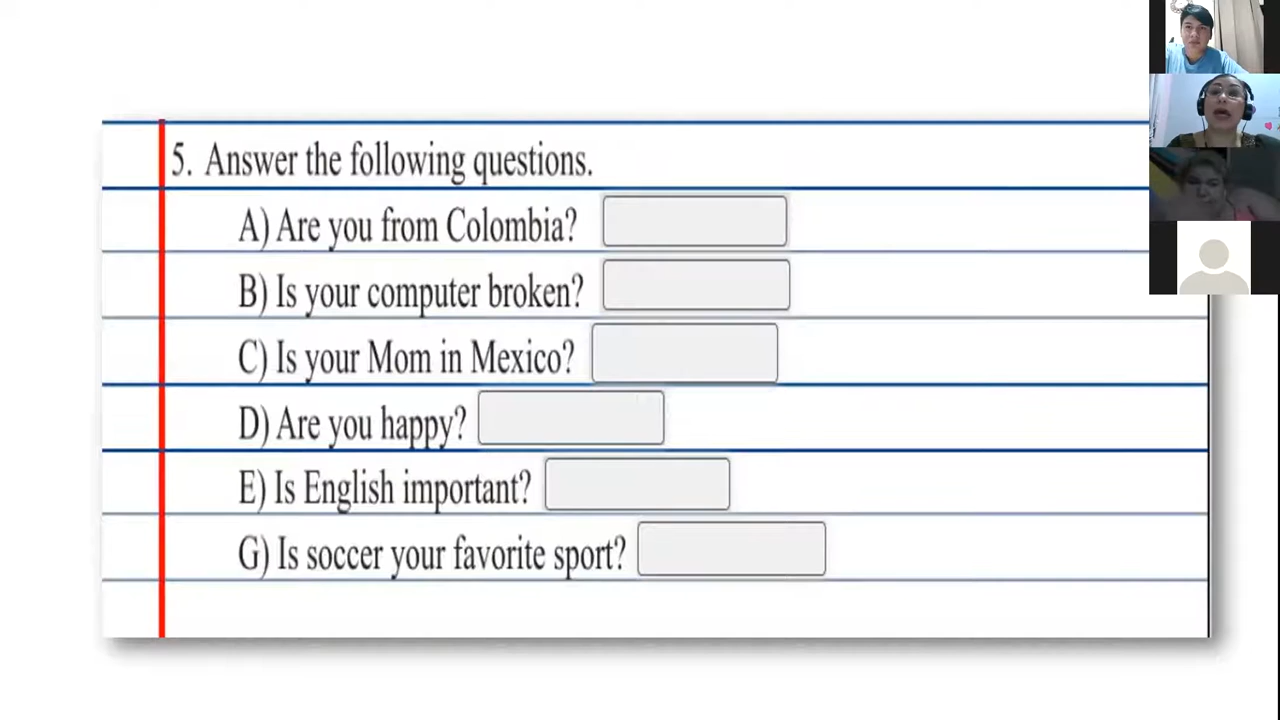 5. Answer the following questions.
A) Are you from Colombia?
B) Is your computer broken?
C) Is your Mom in Mexico?
D) Are you happy?
E) Is English important?
G) Is soccer your favorite sport?